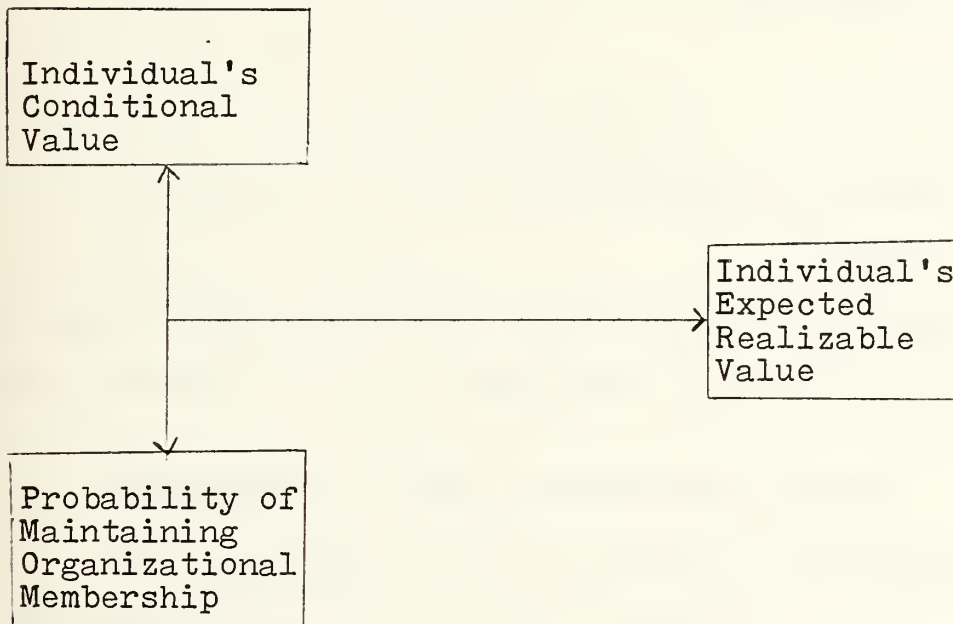 Individual's
Conditional
Value
Individual's
Expected
Realizable
Value
Probability of
Maintaining
Organizational
Membership